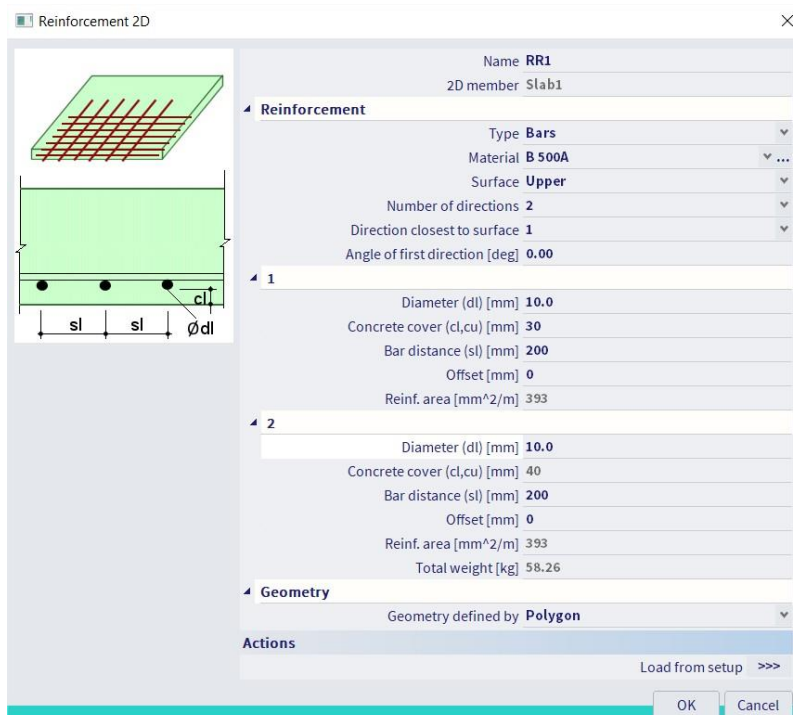 Reinforcement 2D
Name RR1
2D member Slab1
Reinforcement
Type Bars
Material B 500A ...
Surface Upper
Number of directions 2
Direction closest to surface 1
Angle of first direction [deg] 0.00
1
Diameter (dl) [mm] 10.0
Concrete cover (cl,cu) [mm] 30
Bar distance (sl) [mm] 200
Offset [mm] 0
Reinf. area [mm^2/m] 393
2
Diameter (dl) [mm] 10.0
Concrete cover (cl,cu) [mm] 40
Bar distance (sl) [mm] 200
Offset [mm] 0
Reinf. area [mm^2/m] 393
Total weight [kg] 58.26
Geometry
Geometry defined by Polygon
Actions
Load from setup >>>
OK Cancel
cl
sl sl Ødl